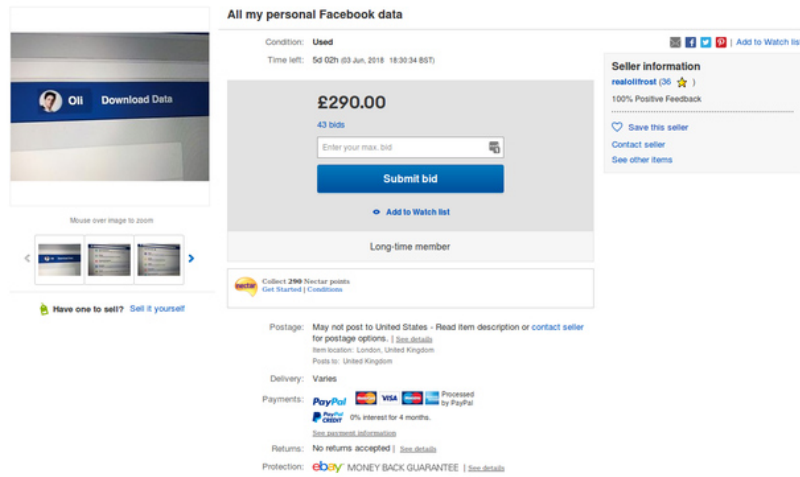 All my personal Facebook data
Oli Download Data
Mouse over image to zoom
Have one to sell? Sell it yourself
Condition: Used
Time left: 5d 02h (03 Jun, 2018 18:30:34 BST)
£290.00
43 bids
Enter your max. bid
Submit bid
Add to Watch list
Long-time member
nectar
Collect 290 Nectar points
Get Started | Conditions
Postage: May not post to United States - Read item description or contact seller
for postage options. | See details
Item location: London, United Kingdom
Posts to: United Kingdom
Delivery: Varies
Payments: PayPal MasterCard VISA Processed
by PayPal
PayPal
CREDIT 0% interest for 4 months.
See payment information
Returns: No returns accepted | See details
Protection: ebay MONEY BACK GUARANTEE | See details
| Add to Watch lis
Seller information
realolifrost (36 )
100% Positive Feedback
Save this seller
Contact seller
See other items